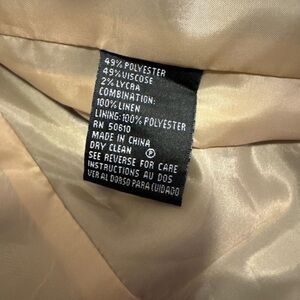 49% POLYESTER
49% VISCOSE
2% LYCRA
COMBINATION:
100% LINEN
LINING: 100% POLYESTER
RN 50610
MADE IN CHINA
DRY CLEAN Ⓟ
SEE REVERSE FOR CARE
INSTRUCTIONS AU DOS
VER AL DORSO PARA CUIDADO